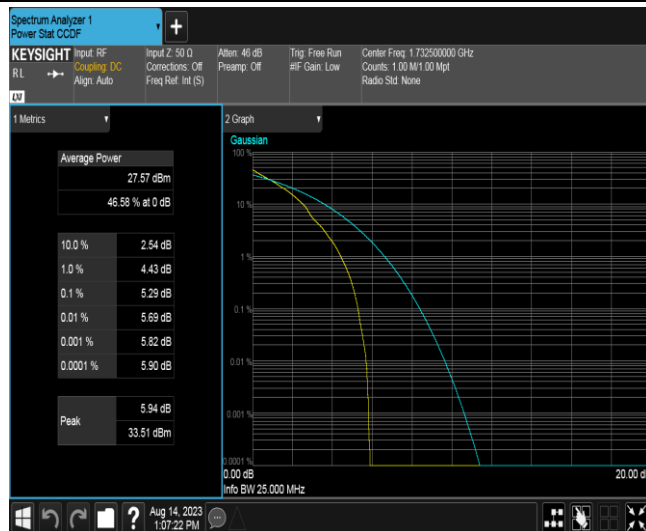 Spectrum Analyzer 1
Power Stat CCDF
+
KEYSIGHT
RL
LXI
Input: RF
Coupling: DC
Align: Auto
Input Z: 50 Ω
Corrections: Off
Freq Ref: Int (S)
Atten: 46 dB
Preamp: Off
Trig: Free Run
#IF Gain: Low
Center Freq: 1.732500000 GHz
Counts: 1.00 M/1.00 Mpt
Radio Std: None
1 Metrics
Average Power
27.57 dBm
46.58 % at 0 dB
10.0 % 2.54 dB
1.0 % 4.43 dB
0.1 % 5.29 dB
0.01 % 5.69 dB
0.001 % 5.82 dB
0.0001 % 5.90 dB
Peak
5.94 dB
33.51 dBm
2 Graph
Gaussian
100 %
10 %
1 %
0.1 %
0.01 %
0.001 %
0.0001 %
0.00 dB
20.00 d
Info BW 25.000 MHz
?
Aug 14, 2023
1:07:22 PM